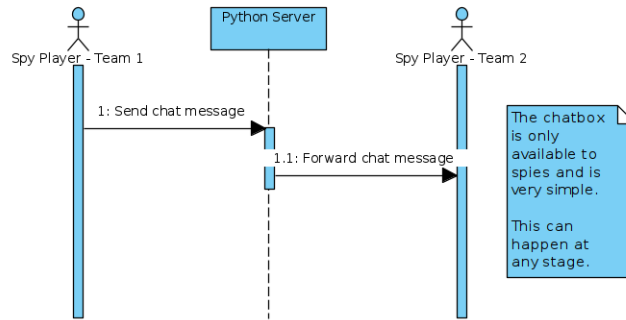 Python Server
Spy Player - Team 1
Spy Player - Team 2
1: Send chat message
1.1: Forward chat message
The chatbox
is only
available to
spies and is
very simple.
This can
happen at
any stage.